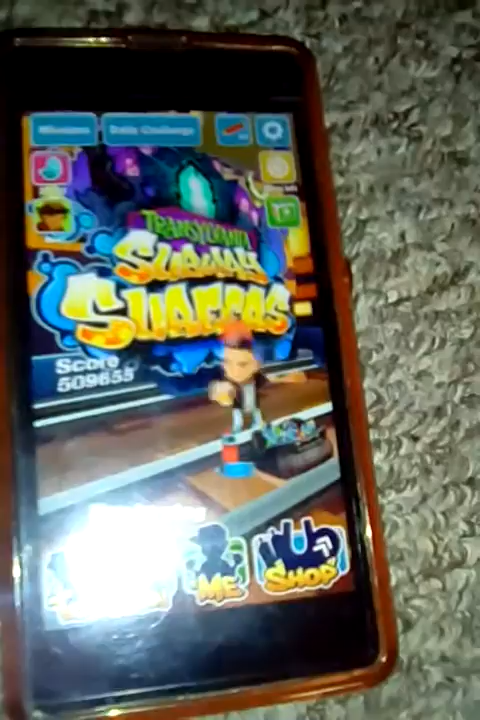 Missions
Daily Challenge
TRANSYLVANIA
SUBWAY
SURFERS
Score
509655
ME
SHOP